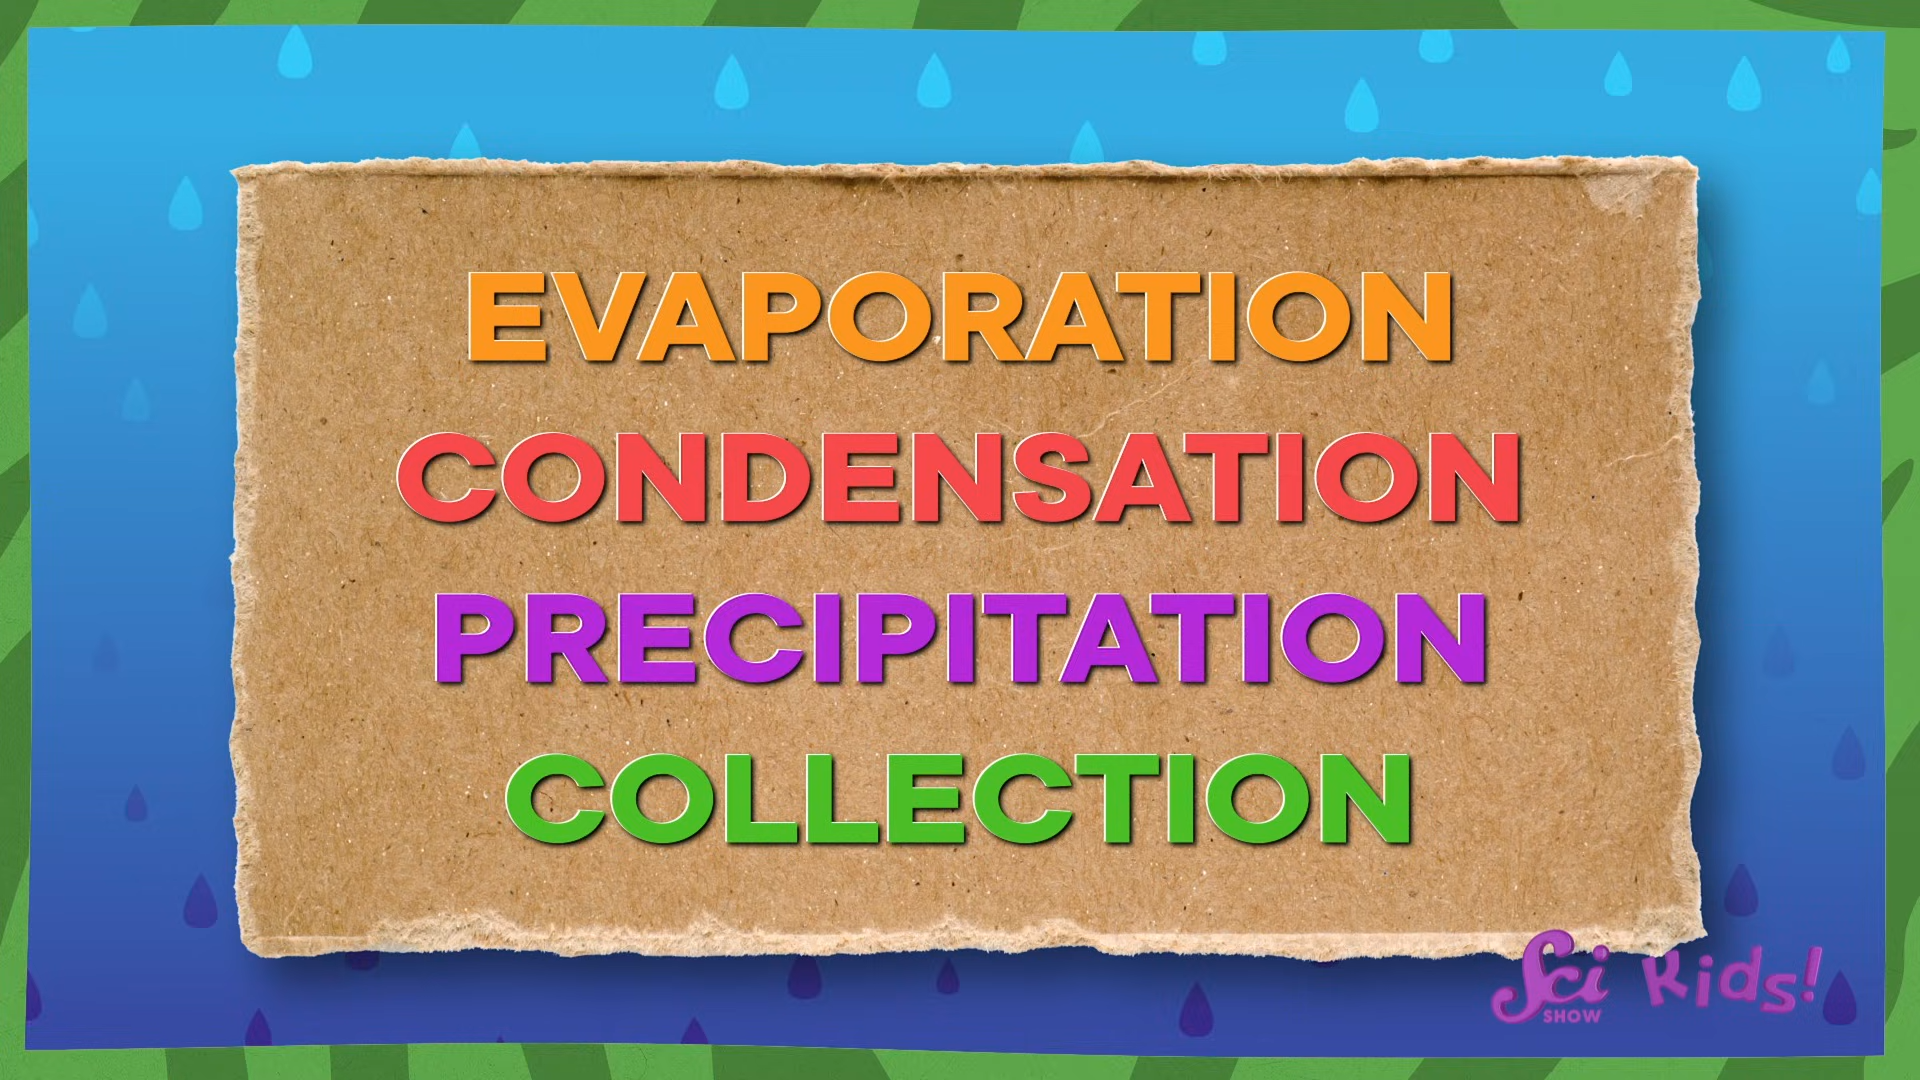 EVAPORATION
CONDENSATION
PRECIPITATION
COLLECTION
Sci Kids!
SHOW